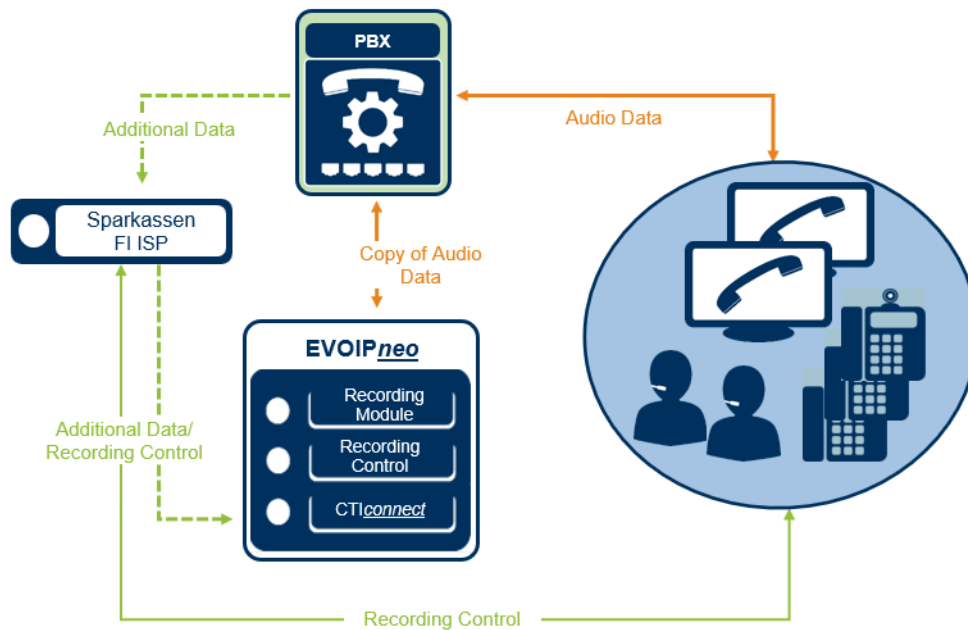 PBX
Additional Data
Audio Data
Sparkassen
FI ISP
Copy of Audio
Data
EVOIPneo
Recording
Module
Recording
Control
CTIconnect
Additional Data/
Recording Control
Recording Control